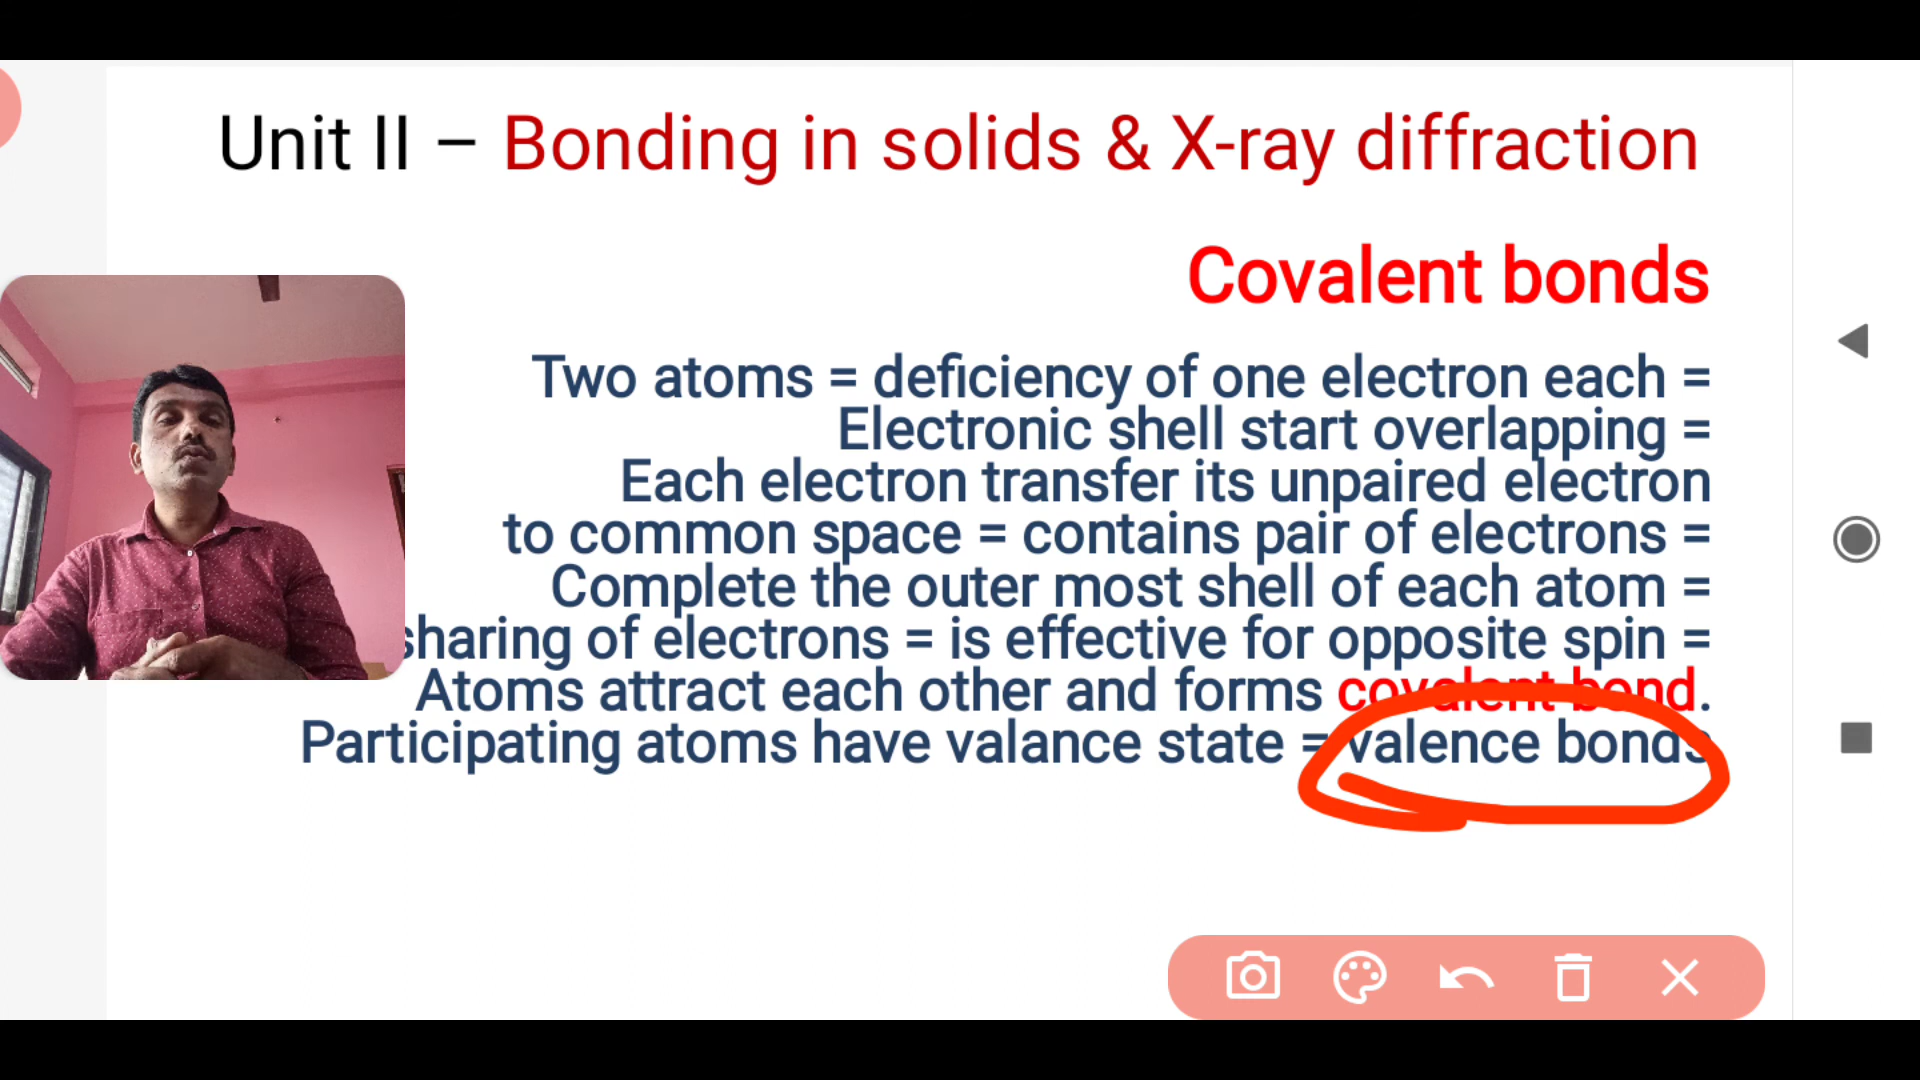 Unit II – Bonding in solids & X-ray diffraction
Covalent bonds
Two atoms = deficiency of one electron each =
Electronic shell start overlapping =
Each electron transfer its unpaired electron
to common space = contains pair of electrons =
Complete the outer most shell of each atom =
sharing of electrons = is effective for opposite spin =
Atoms attract each other and forms covalent bond.
Participating atoms have valance state = valence bonds